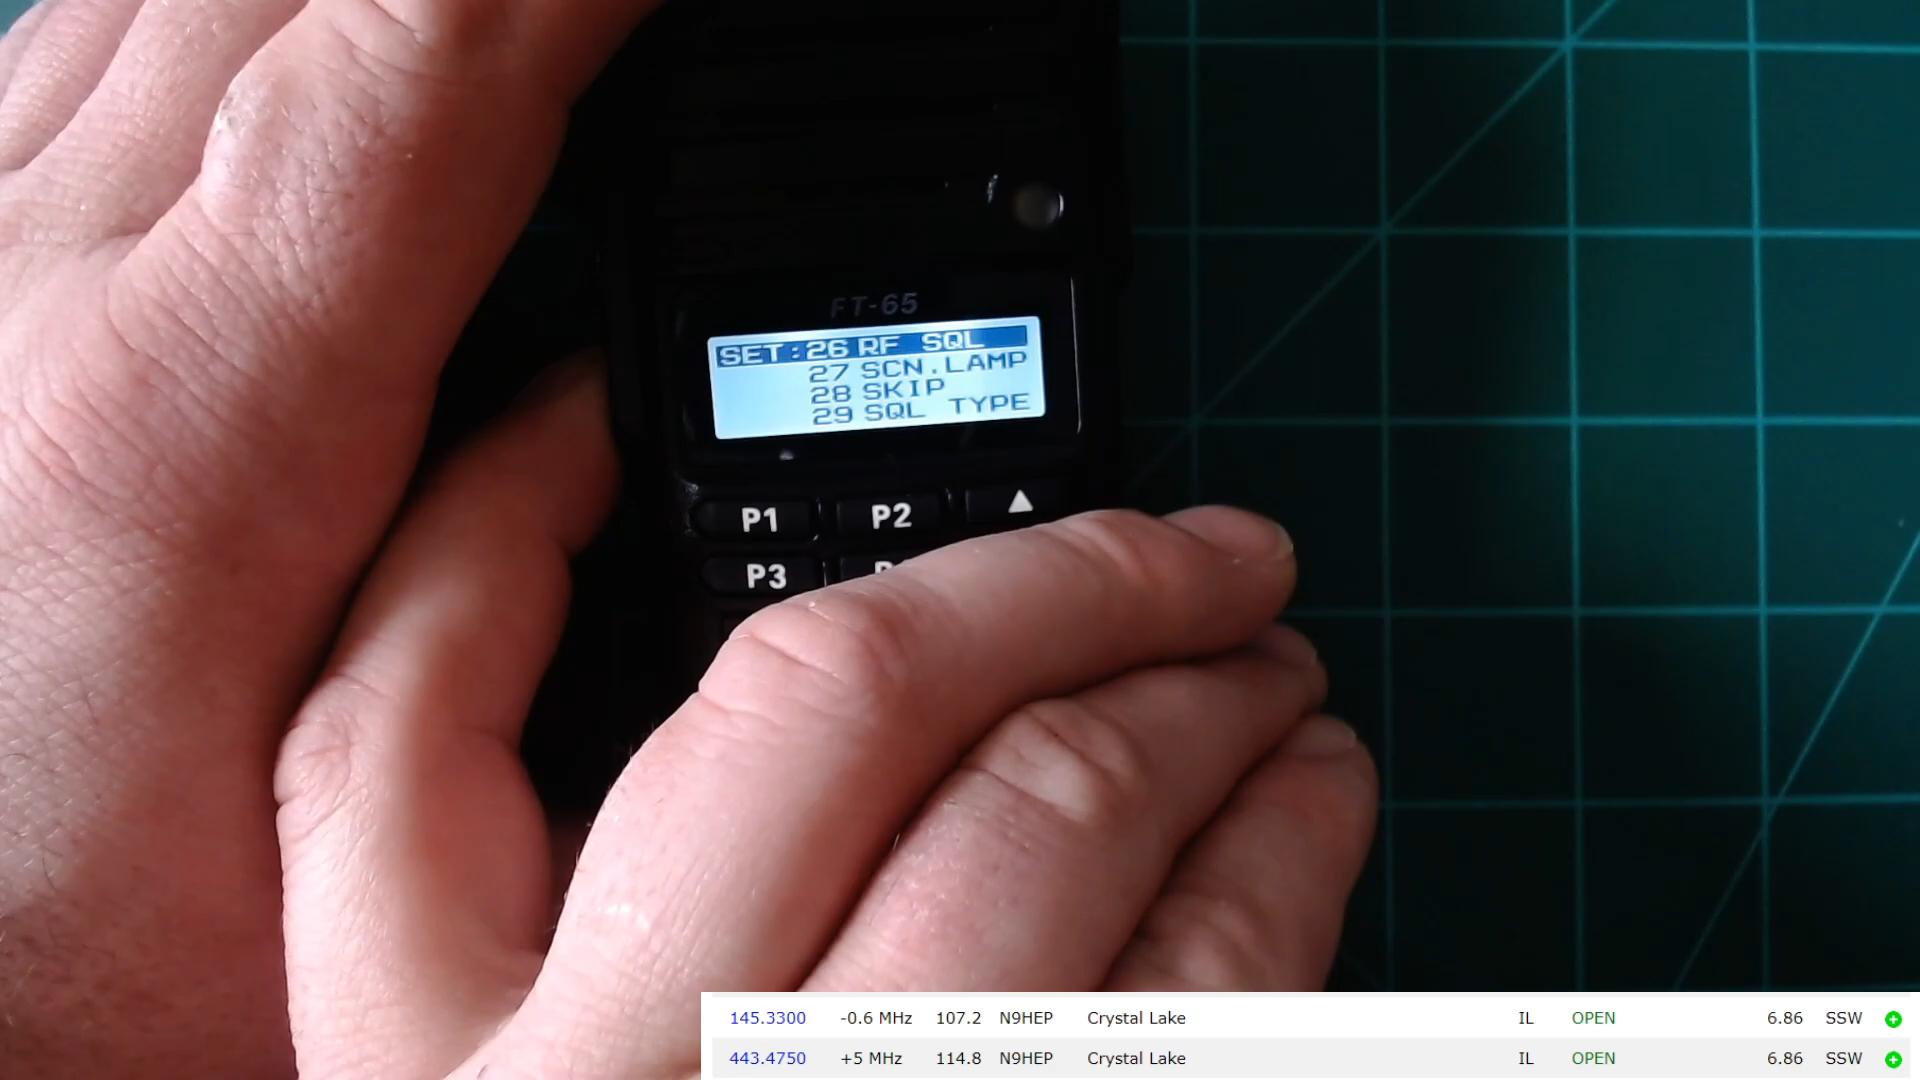 FT-65
SET:26 RF SQL
27 SCN.LAMP
28 SKIP
29 SQL TYPE
P1 P2 ▲
P3
145.3300 -0.6 MHz 107.2 N9HEP Crystal Lake IL OPEN 6.86 SSW
443.4750 +5 MHz 114.8 N9HEP Crystal Lake IL OPEN 6.86 SSW